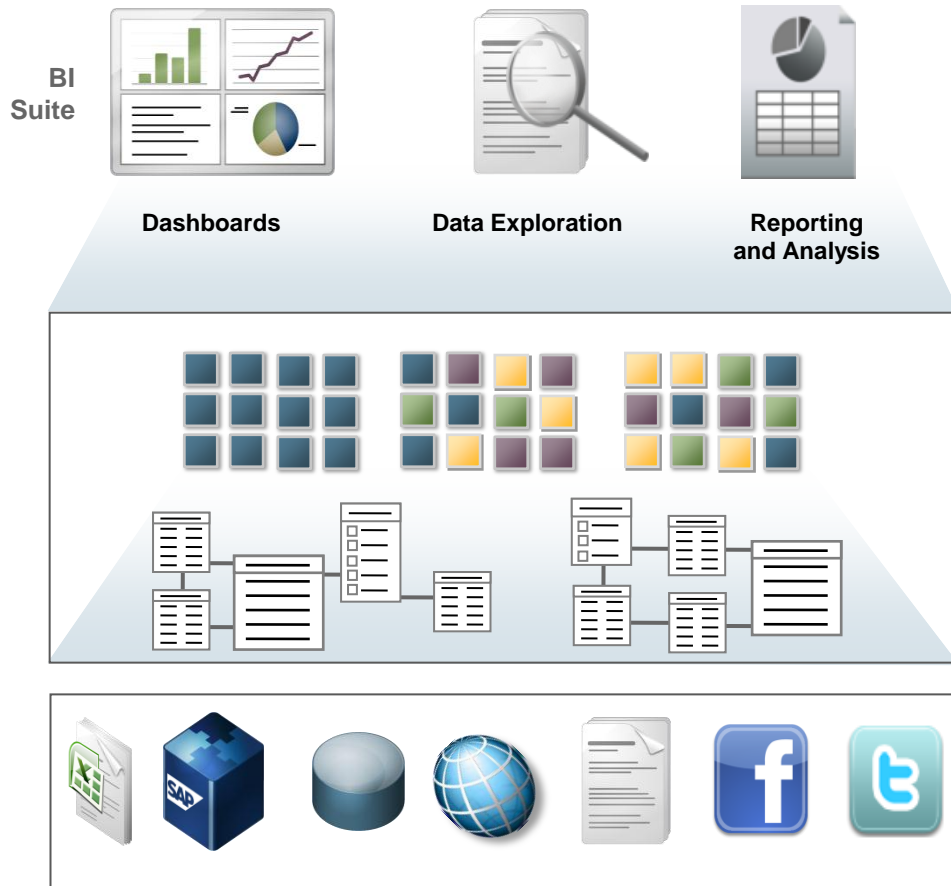 BI
Suite
Dashboards
Data Exploration
Reporting
and Analysis
X
SAP
f
t